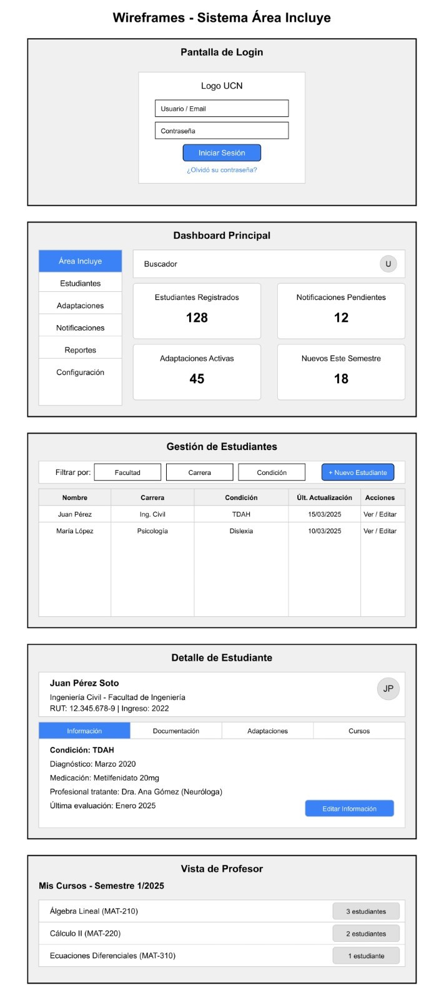 Wireframes - Sistema Área Incluye
Pantalla de Login
Logo UCN
Usuario / Email
Contraseña
Iniciar Sesión
¿Olvidó su contraseña?
Dashboard Principal
Área Incluye
Estudiantes
Adaptaciones
Notificaciones
Reportes
Configuración
Buscador
U
Estudiantes Registrados
128
Notificaciones Pendientes
12
Adaptaciones Activas
45
Nuevos Este Semestre
18
Gestión de Estudiantes
Filtrar por: Facultad Carrera Condición + Nuevo Estudiante
Nombre Carrera Condición Últ. Actualización Acciones
Juan Pérez Ing. Civil TDAH 15/03/2025 Ver / Editar
María López Psicología Dislexia 10/03/2025 Ver / Editar
Detalle de Estudiante
Juan Pérez Soto
JP
Ingeniería Civil - Facultad de Ingeniería
RUT: 12.345.678-9 | Ingreso: 2022
Información Documentación Adaptaciones Cursos
Condición: TDAH
Diagnóstico: Marzo 2020
Medicación: Metilfenidato 20mg
Profesional tratante: Dra. Ana Gómez (Neuróloga)
Última evaluación: Enero 2025
Editar Información
Vista de Profesor
Mis Cursos - Semestre 1/2025
Álgebra Lineal (MAT-210) 3 estudiantes
Cálculo II (MAT-220) 2 estudiantes
Ecuaciones Diferenciales (MAT-310) 1 estudiante